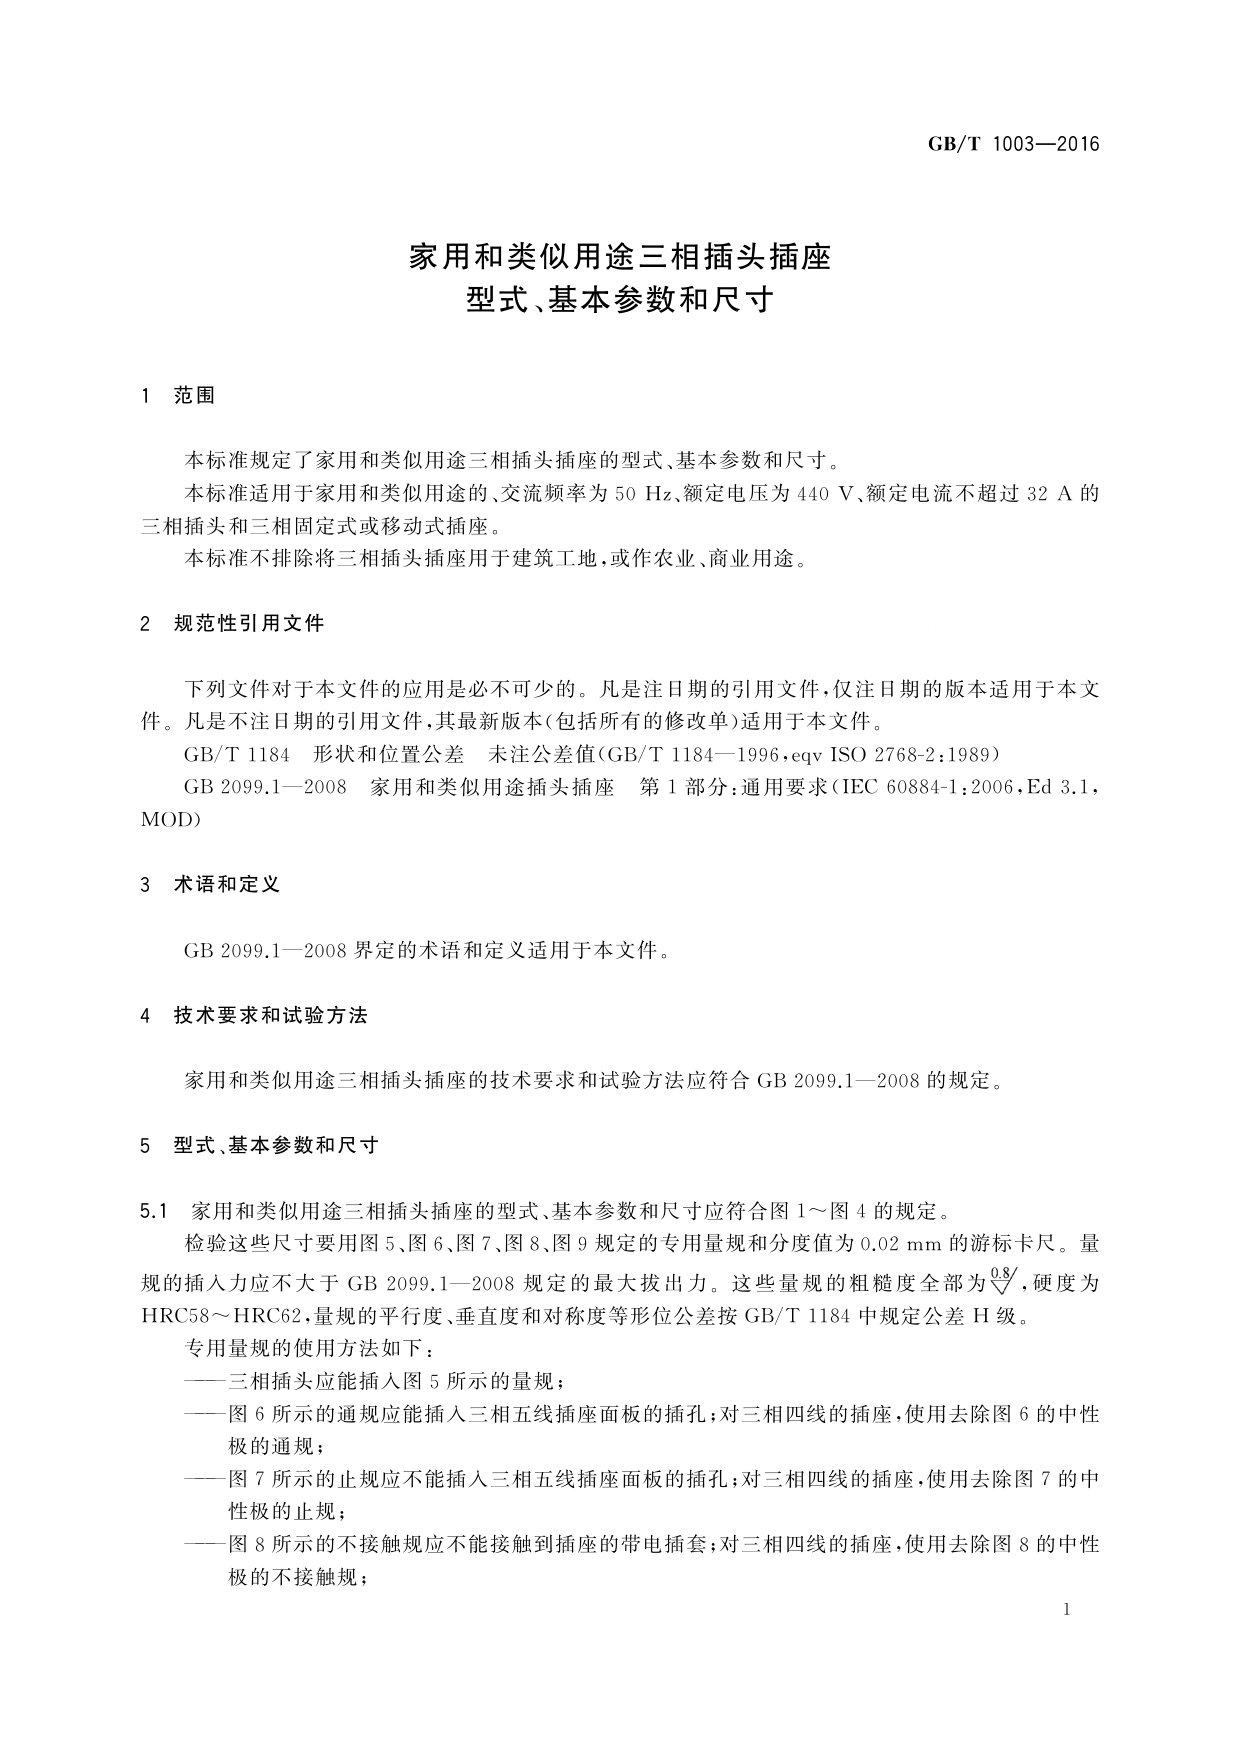 GB/T 1003—2016
家用和类似用途三相插头插座
型式、基本参数和尺寸
1 范围
本标准规定了家用和类似用途三相插头插座的型式、基本参数和尺寸。
本标准适用于家用和类似用途的、交流频率为 50 Hz、额定电压为 440 V、额定电流不超过 32 A 的
三相插头和三相固定式或移动式插座。
本标准不排除将三相插头插座用于建筑工地,或作农业、商业用途。
2 规范性引用文件
下列文件对于本文件的应用是必不可少的。凡是注日期的引用文件,仅注日期的版本适用于本文
件。凡是不注日期的引用文件,其最新版本(包括所有的修改单)适用于本文件。
GB/T 1184 形状和位置公差 未注公差值(GB/T 1184—1996,eqv ISO 2768-2:1989)
GB 2099.1—2008 家用和类似用途插头插座 第 1 部分:通用要求(IEC 60884-1:2006,Ed 3.1,
MOD)
3 术语和定义
GB 2099.1—2008 界定的术语和定义适用于本文件。
4 技术要求和试验方法
家用和类似用途三相插头插座的技术要求和试验方法应符合 GB 2099.1—2008 的规定。
5 型式、基本参数和尺寸
5.1 家用和类似用途三相插头插座的型式、基本参数和尺寸应符合图 1～图 4 的规定。
检验这些尺寸要用图 5、图 6、图 7、图 8、图 9 规定的专用量规和分度值为 0.02 mm 的游标卡尺。量
规的插入力应不大于 GB 2099.1—2008 规定的最大拔出力。这些量规的粗糙度全部为0.8/,硬度为
HRC58～HRC62,量规的平行度、垂直度和对称度等形位公差按 GB/T 1184 中规定公差 H 级。
专用量规的使用方法如下:
——三相插头应能插入图 5 所示的量规;
——图 6 所示的通规应能插入三相五线插座面板的插孔;对三相四线的插座,使用去除图 6 的中性
极的通规;
——图 7 所示的止规应不能插入三相五线插座面板的插孔;对三相四线的插座,使用去除图 7 的中
性极的止规;
——图 8 所示的不接触规应不能接触到插座的带电插套;对三相四线的插座,使用去除图 8 的中性
极的不接触规;
1